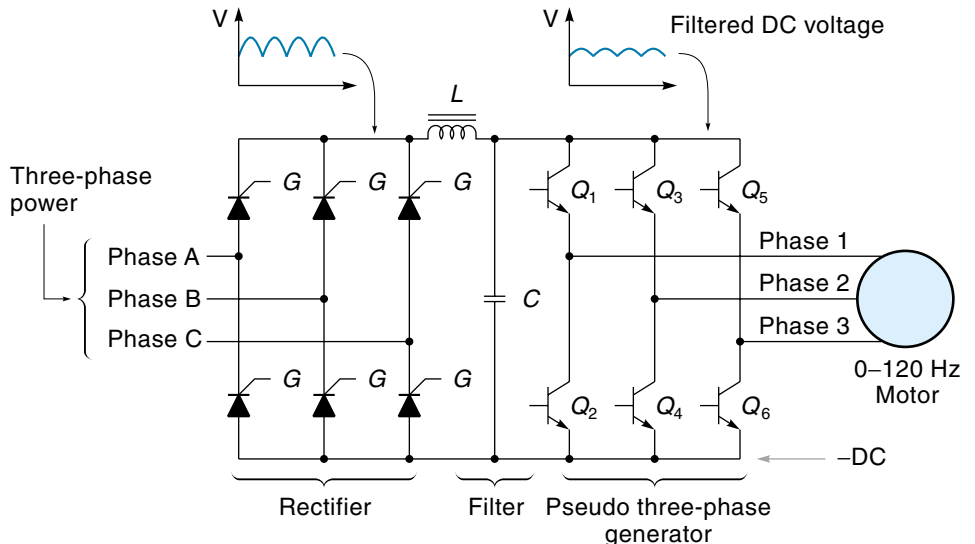 V
V
Filtered DC voltage
L
Three-phase
power
G
G
G
Q1
Q3
Q5
Phase A
Phase 1
Phase B
C
Phase 2
Phase C
Phase 3
0–120 Hz
Motor
G
G
G
Q2
Q4
Q6
–DC
Rectifier
Filter
Pseudo three-phase
generator